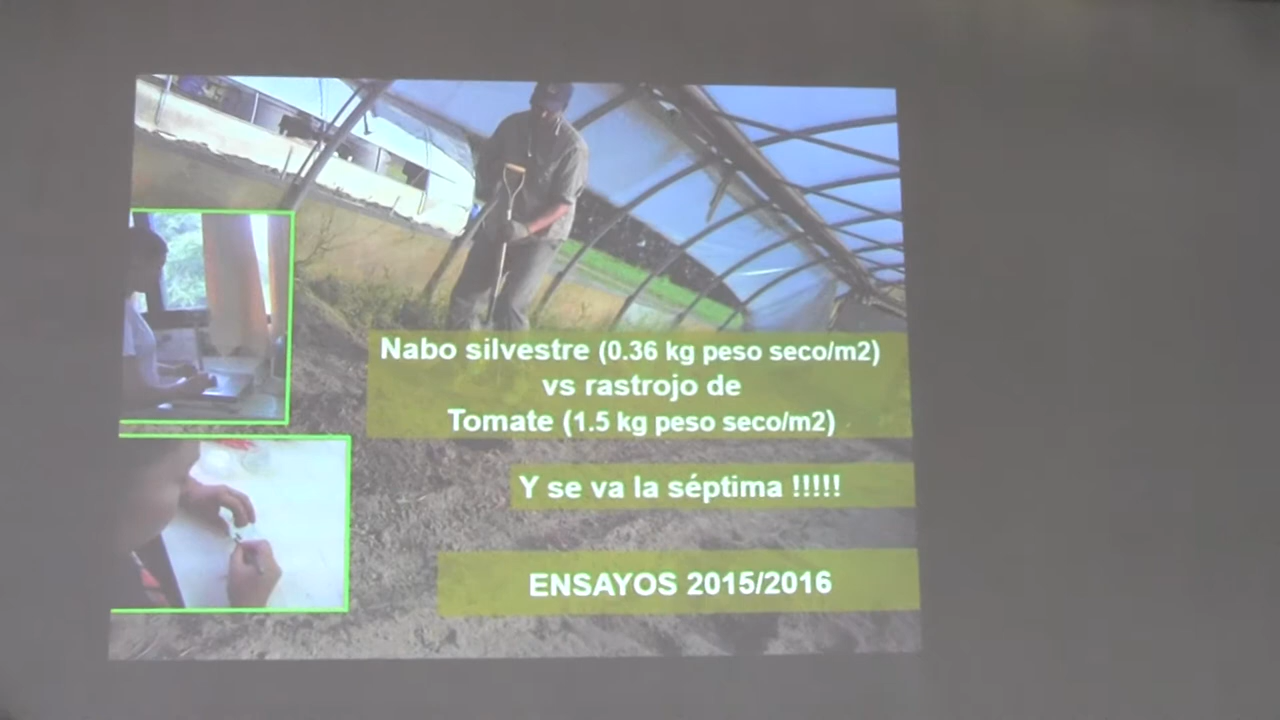 Nabo silvestre (0.36 kg peso seco/m2)
vs rastrojo de
Tomate (1.5 kg peso seco/m2)
Y se va la séptima !!!!!
ENSAYOS 2015/2016